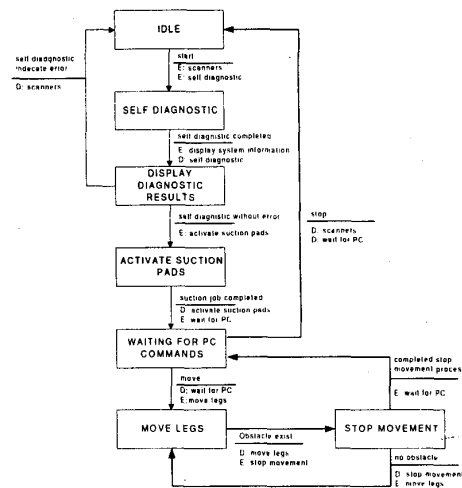 IDLE
self diadgnostic
indecate error
D: scanners
start
E: scanners
E: self diagnostic
SELF DIAGNOSTIC
self diagnistic completed
E: display system information
D: self diagnostic
DISPLAY
DIAGNOSTIC
RESULTS
stop
D: scanners
D: wait for PC
self diagnostic without error
E: activate suction pads
ACTIVATE SUCTION
PADS
suction job completed
D: activate suction pads
E: wait for PC
WAITING FOR PC
COMMANDS
completed stop
movement proces
E: wait for PC
move
D: wait for PC
E: move legs
MOVE LEGS
STOP MOVEMENT
Obstacle exist
D: move legs
E: stop movement
no obstacle
D: stop movement
E: move legs